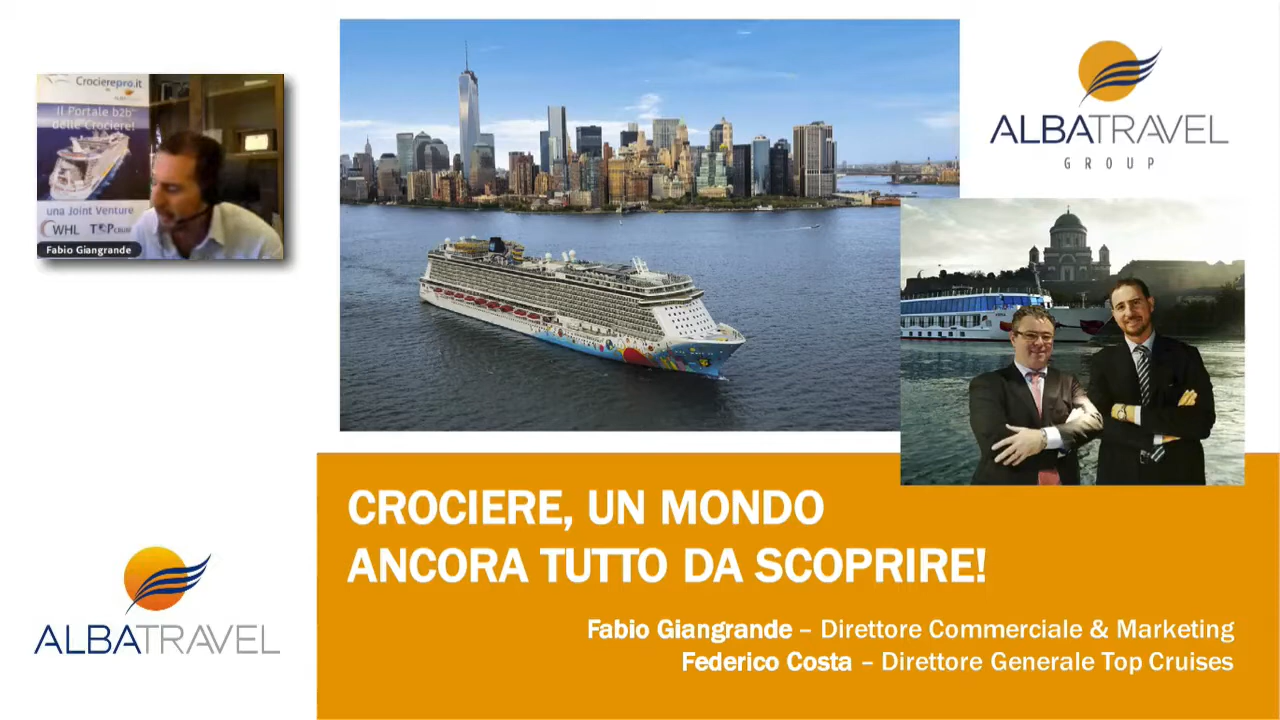 Crocierepro.it
il Portale b2b
delle Crociere!
una Joint Venture
WHL TOP
Fabio Giangrande
ALBATRAVEL
GROUP
CROCIERE, UN MONDO
ANCORA TUTTO DA SCOPRIRE!
Fabio Giangrande – Direttore Commerciale & Marketing
Federico Costa – Direttore Generale Top Cruises
ALBATRAVEL